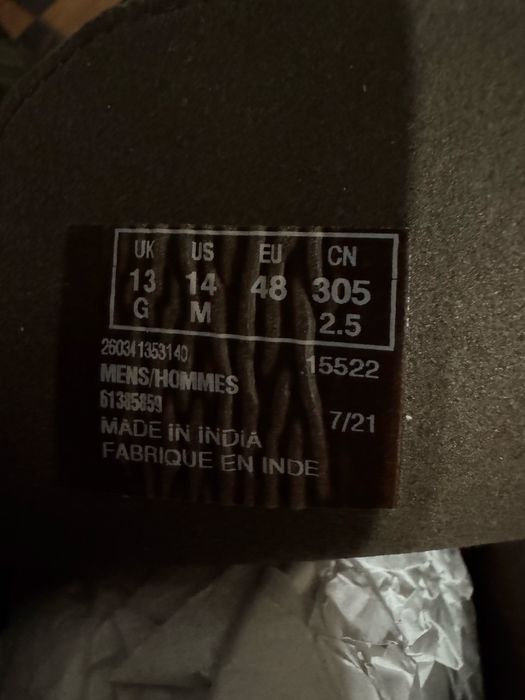 UK US EU CN
13 14 48 305
G M 2.5
260341353140
15522
MENS/HOMMES
61385859
7/21
MADE IN INDIA
FABRIQUE EN INDE